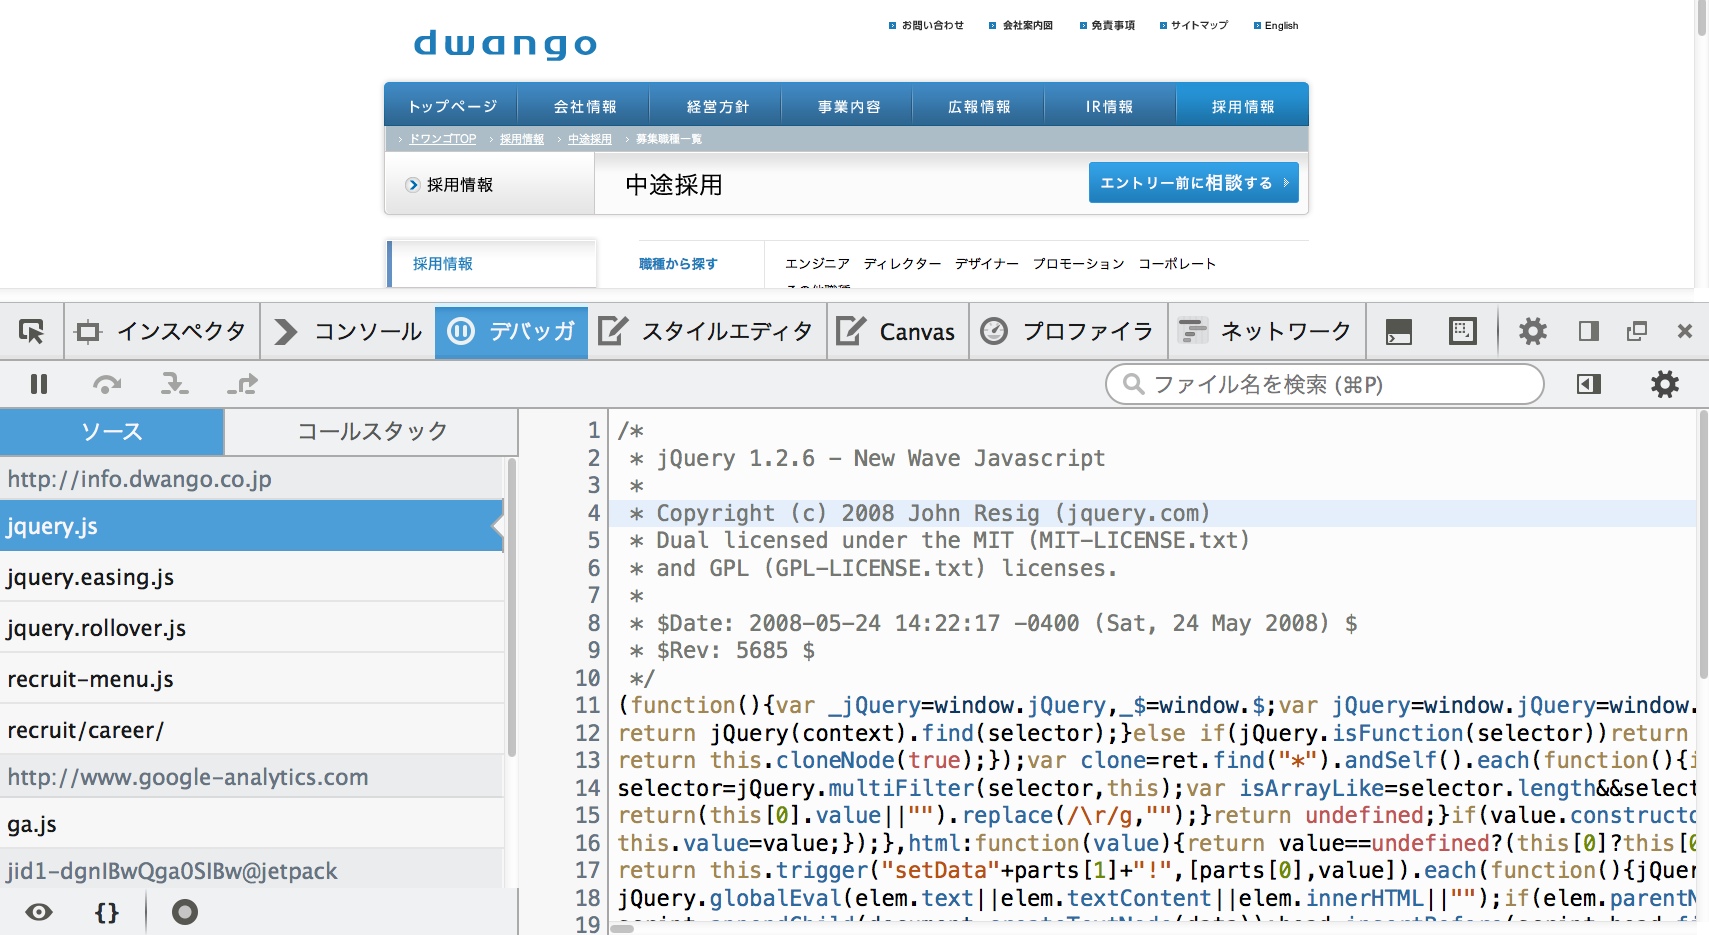 dwango
お問い合わせ 会社案内図 免責事項 サイトマップ English
トップページ 会社情報 経営方針 事業内容 広報情報 IR情報 採用情報
› ドワンゴTOP › 採用情報 › 中途採用 › 募集職種一覧
採用情報
中途採用
エントリー前に相談する
採用情報
職種から探す
エンジニア ディレクター デザイナー プロモーション コーポレート
その他職種
インスペクタ コンソール デバッガ スタイルエディタ Canvas プロファイラ ネットワーク
ファイル名を検索 (⌘P)
ソース コールスタック
http://info.dwango.co.jp
jquery.js
jquery.easing.js
jquery.rollover.js
recruit-menu.js
recruit/career/
http://www.google-analytics.com
ga.js
{}
1 /*
2  * jQuery 1.2.6 - New Wave Javascript
3  *
4  * Copyright (c) 2008 John Resig (jquery.com)
5  * Dual licensed under the MIT (MIT-LICENSE.txt)
6  * and GPL (GPL-LICENSE.txt) licenses.
7  *
8  * $Date: 2008-05-24 14:22:17 -0400 (Sat, 24 May 2008) $
9  * $Rev: 5685 $
10  */
11 (function(){var _jQuery=window.jQuery,_$=window.$;var jQuery=window.jQuery=window.
12 return jQuery(context).find(selector);}else if(jQuery.isFunction(selector))return
13 return this.cloneNode(true);});var clone=ret.find("*").andSelf().each(function(){i
14 selector=jQuery.multiFilter(selector,this);var isArrayLike=selector.length&&select
15 return(this[0].value||"").replace(/\r/g,"");}return undefined;}if(value.constructo
16 this.value=value;});},html:function(value){return value==undefined?(this[0]?this[0
17 return this.trigger("setData"+parts[1]+"!",[parts[0],value]).each(function(){jQuer
18 jQuery.globalEval(elem.text||elem.textContent||elem.innerHTML||"");if(elem.parentN
19